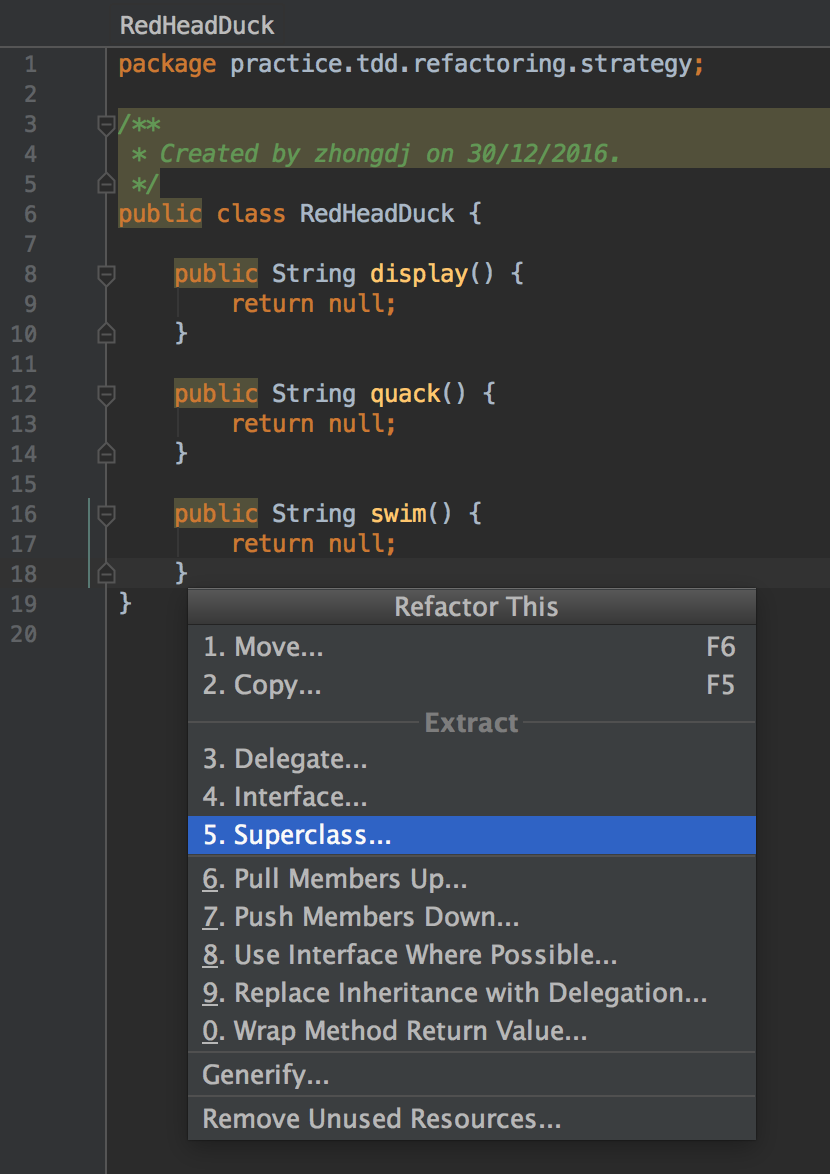 RedHeadDuck
1 package practice.tdd.refactoring.strategy;
2
3 /**
4 * Created by zhongdj on 30/12/2016.
5 */
6 public class RedHeadDuck {
7
8 public String display() {
9 return null;
10 }
11
12 public String quack() {
13 return null;
14 }
15
16 public String swim() {
17 return null;
18 }
19 }
20
Refactor This
1. Move... F6
2. Copy... F5
Extract
3. Delegate...
4. Interface...
5. Superclass...
6. Pull Members Up...
7. Push Members Down...
8. Use Interface Where Possible...
9. Replace Inheritance with Delegation...
0. Wrap Method Return Value...
Generify...
Remove Unused Resources...